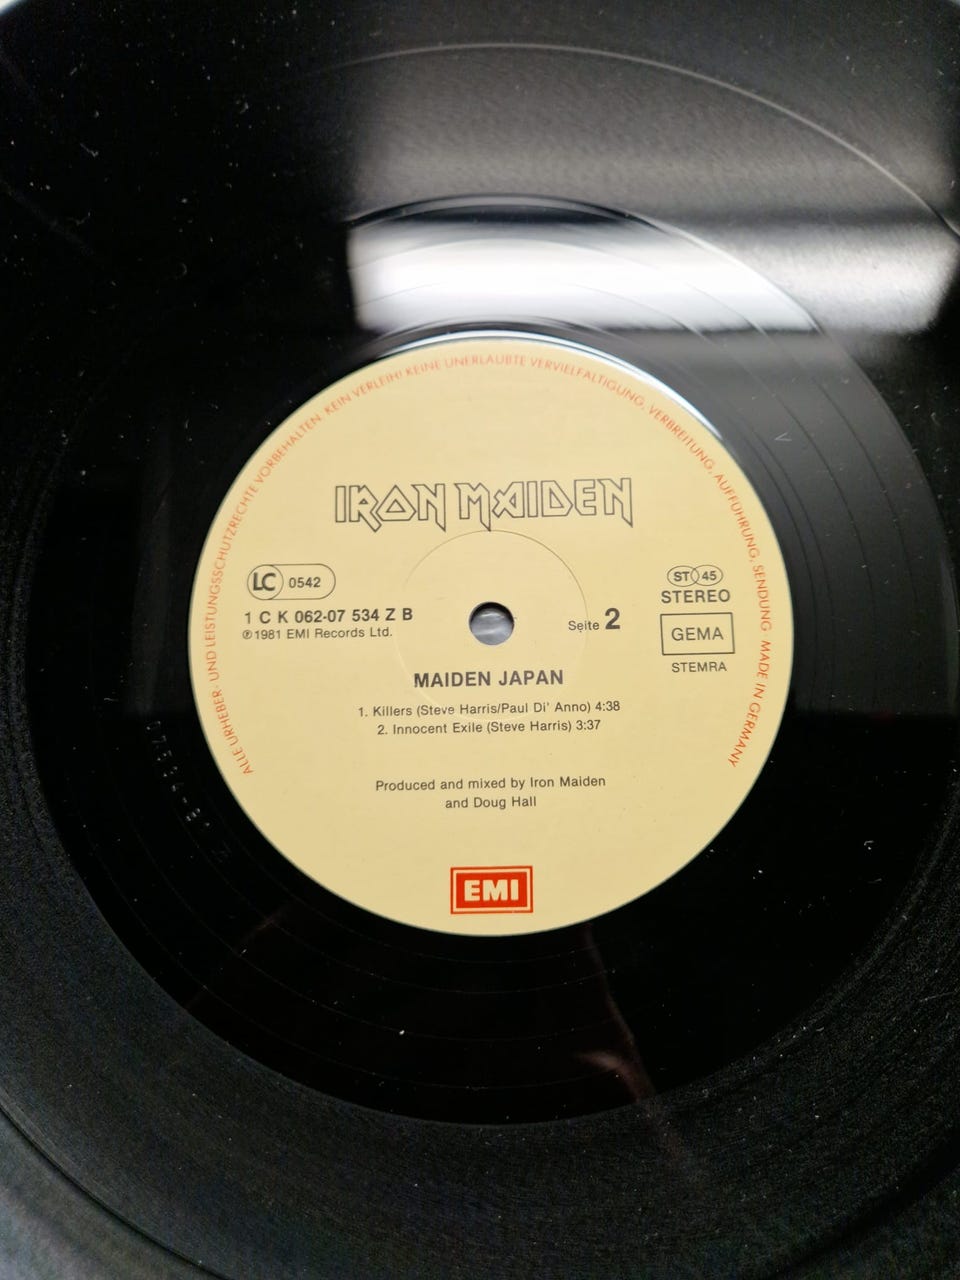 ALLE URHEBER- UND LEISTUNGSSCHUTZRECHTE VORBEHALTEN. KEIN VERLEIH! KEINE UNERLAUBTE VERVIELFÄLTIGUNG, VERBREITUNG, AUFFÜHRUNG, SENDUNG · MADE IN GERMANY
IRON MAIDEN
LC 0542
1 C K 062-07 534 Z B
℗ 1981 EMI Records Ltd.
ST 45
STEREO
Seite 2
GEMA
STEMRA
MAIDEN JAPAN
1. Killers (Steve Harris/Paul Di' Anno) 4:38
2. Innocent Exile (Steve Harris) 3:37
Produced and mixed by Iron Maiden
and Doug Hall
EMI